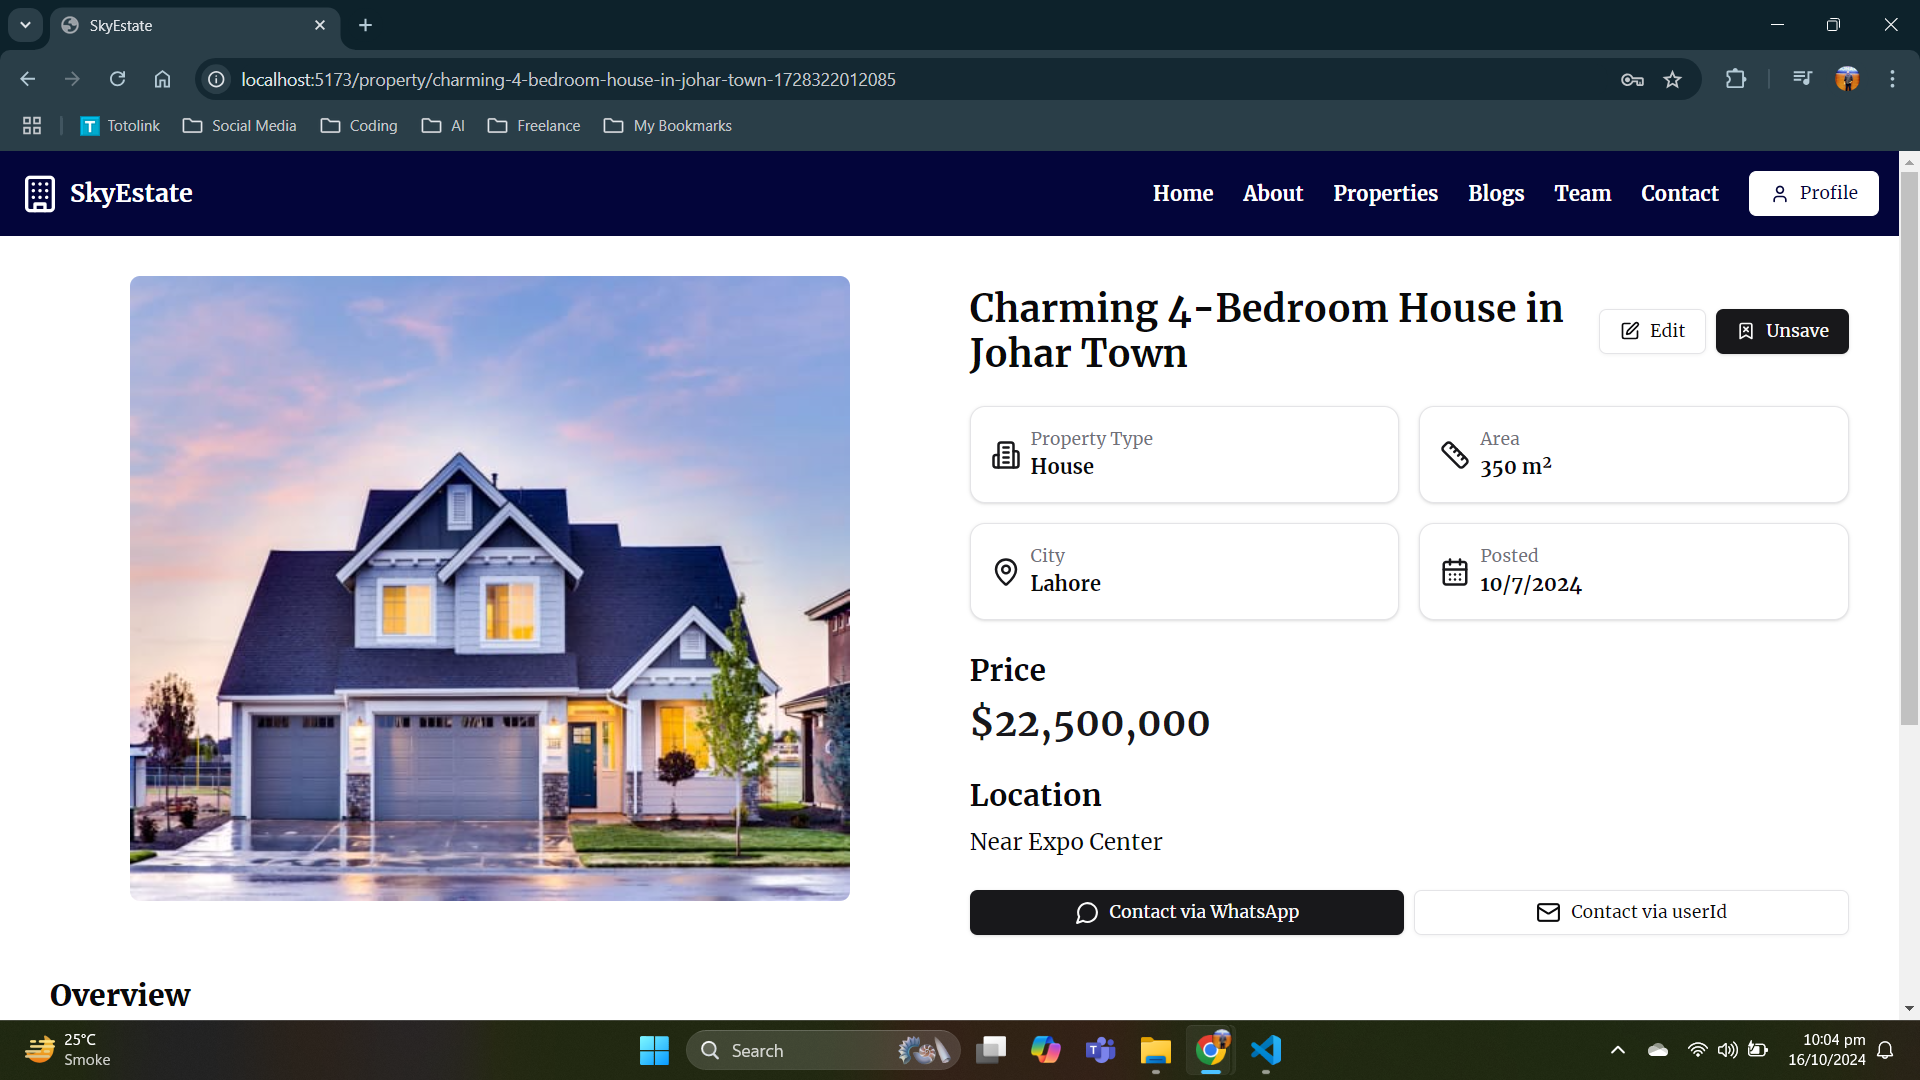 SkyEstate
localhost:5173/property/charming-4-bedroom-house-in-johar-town-1728322012085
T Totolink Social Media Coding AI Freelance My Bookmarks
SkyEstate Home About Properties Blogs Team Contact Profile
Charming 4-Bedroom House in
Johar Town
Edit Unsave
Property Type
House
Area
350 m²
City
Lahore
Posted
10/7/2024
Price
$22,500,000
Location
Near Expo Center
Contact via WhatsApp Contact via userId
Overview
25°C
Smoke
Search
10:04 pm
16/10/2024